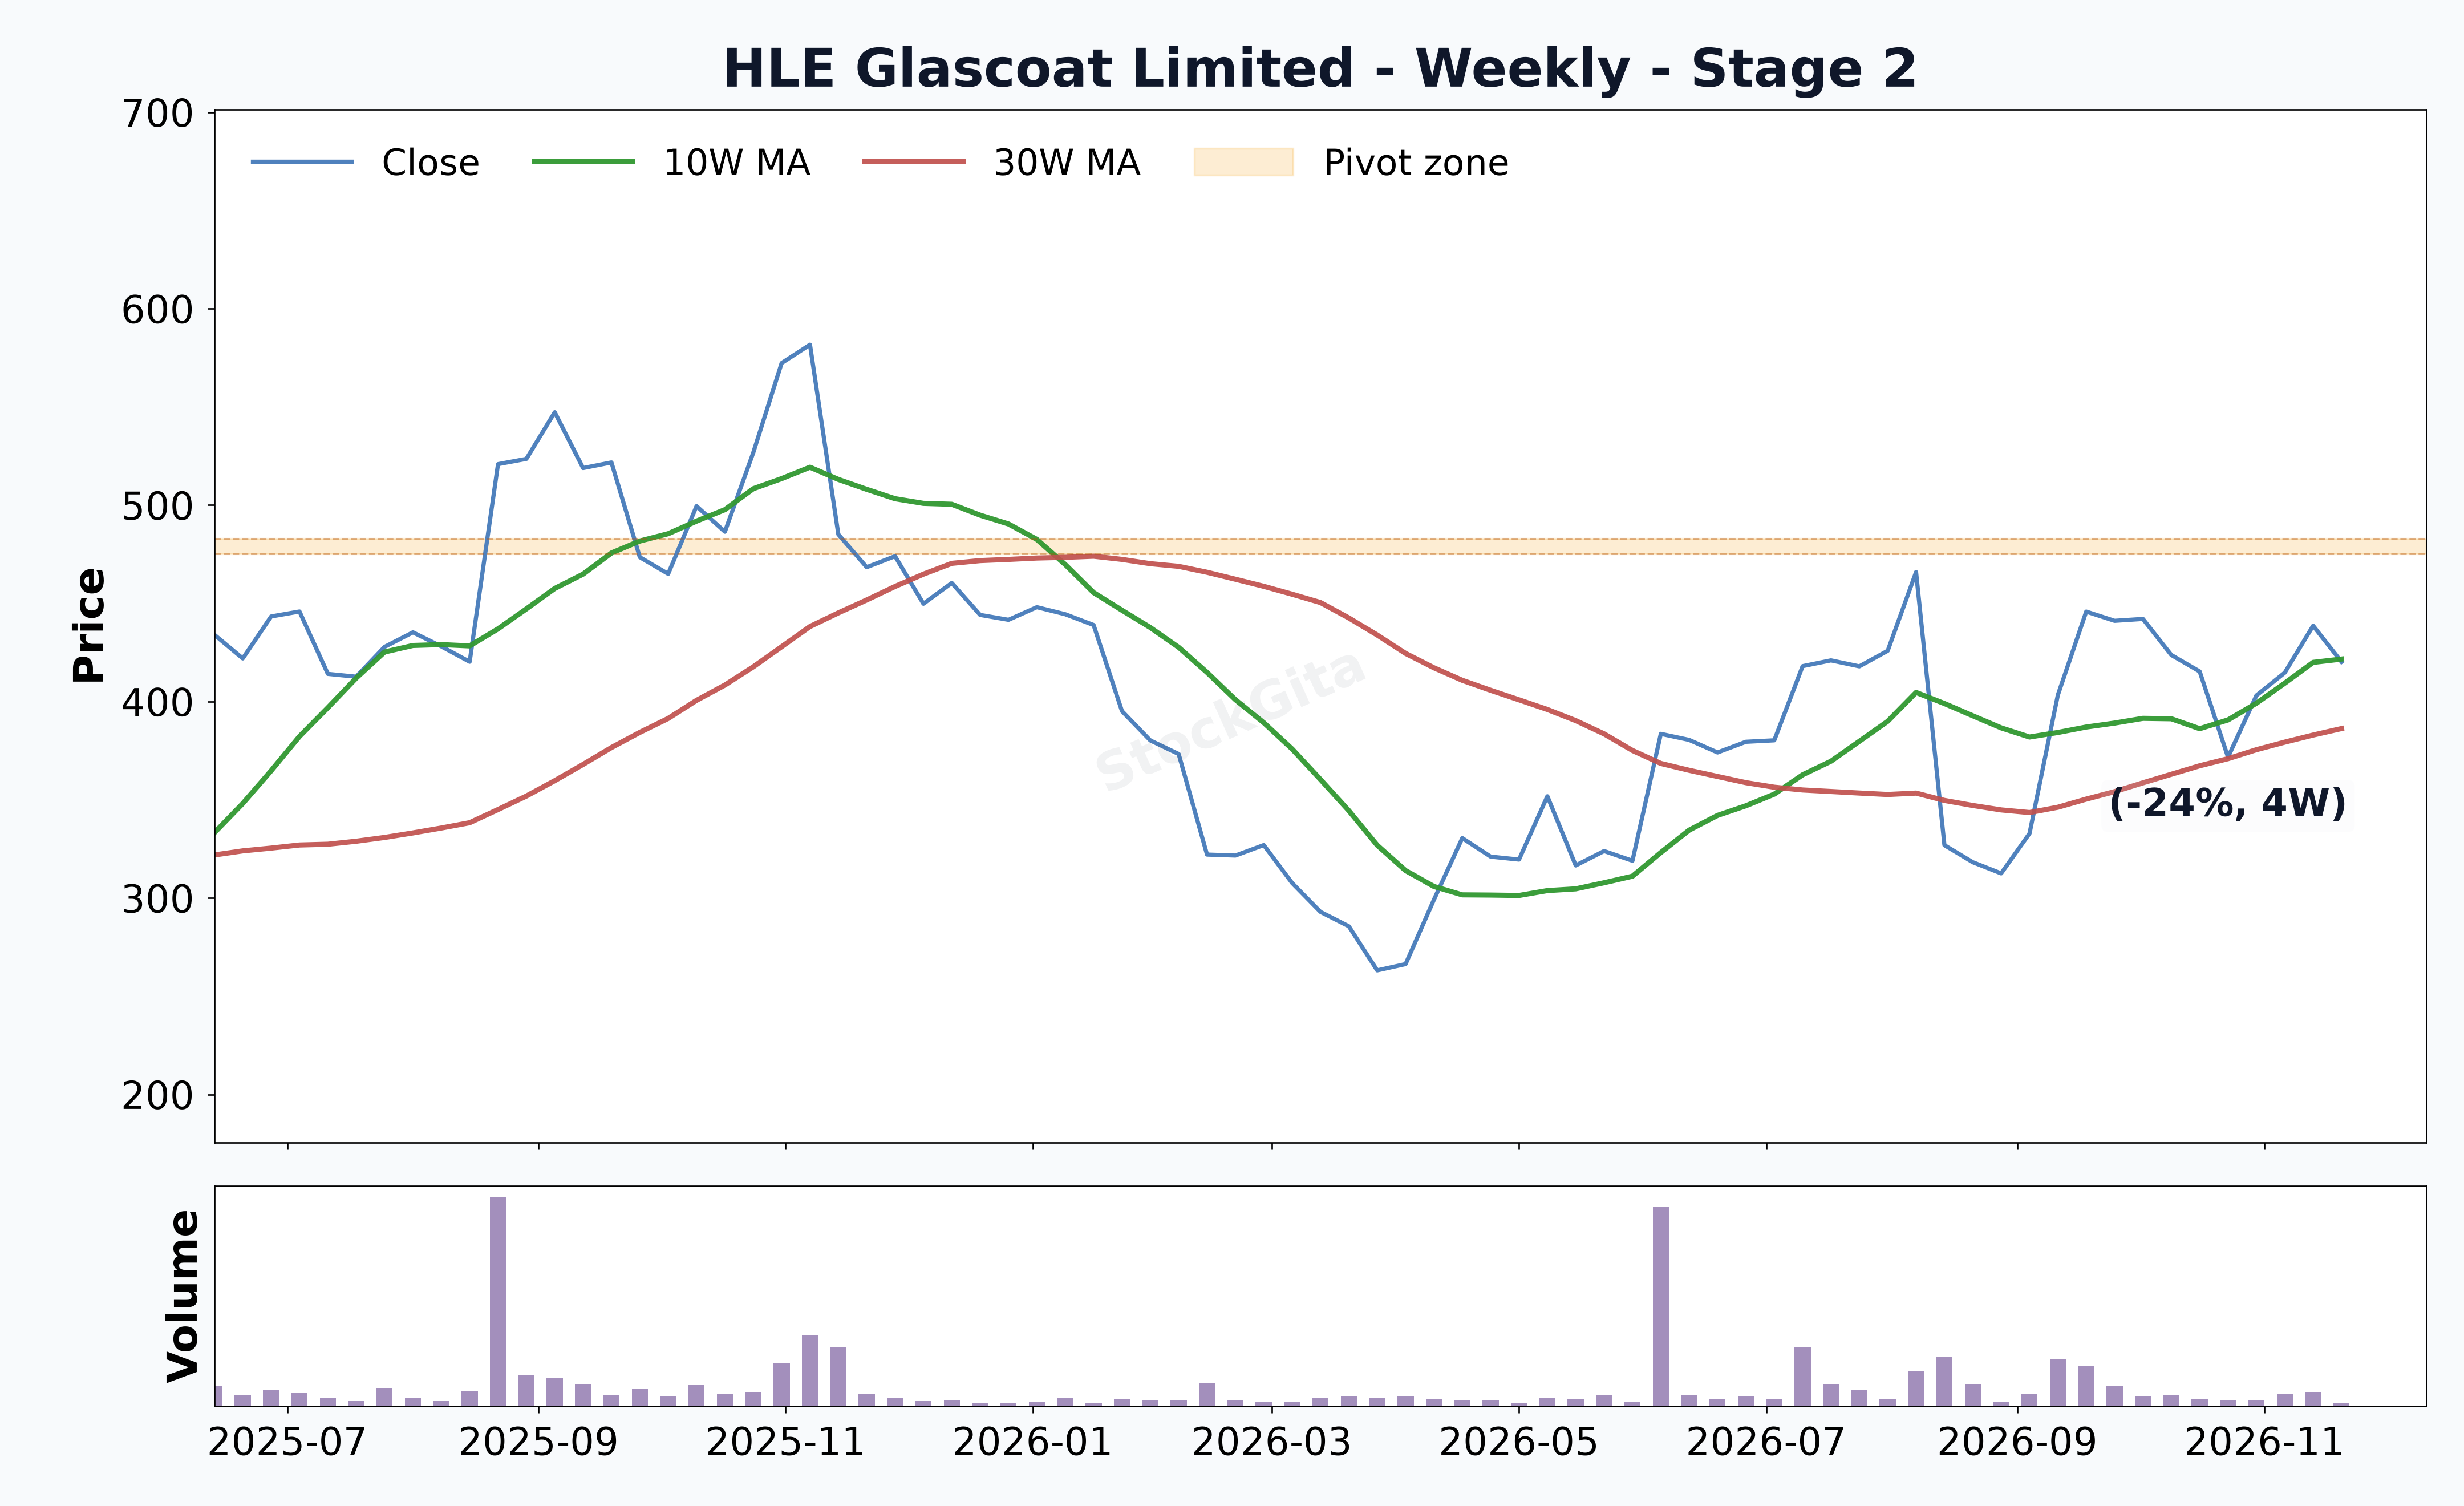 HLE Glascoat Limited - Weekly - Stage 2
Close
10W MA
30W MA
Pivot zone
Price
700
600
500
400
300
200
StockGita
(-24%, 4W)
Volume
2025-07
2025-09
2025-11
2026-01
2026-03
2026-05
2026-07
2026-09
2026-11